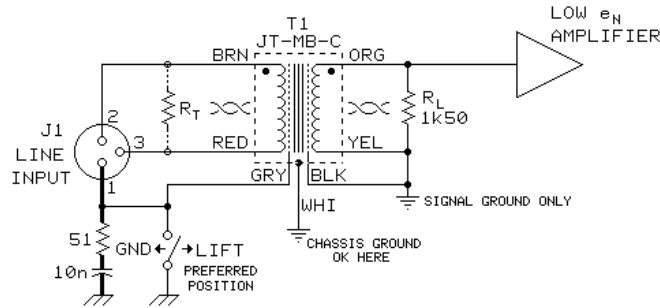 LOW eN
AMPLIFIER
T1
JT-MB-C
BRN
ORG
2
RT
RL
1k50
J1
LINE
INPUT
3
RED
YEL
1
GRY
BLK
WHI
SIGNAL GROUND ONLY
51
10n
GND
LIFT
PREFERRED
POSITION
CHASSIS GROUND
OK HERE